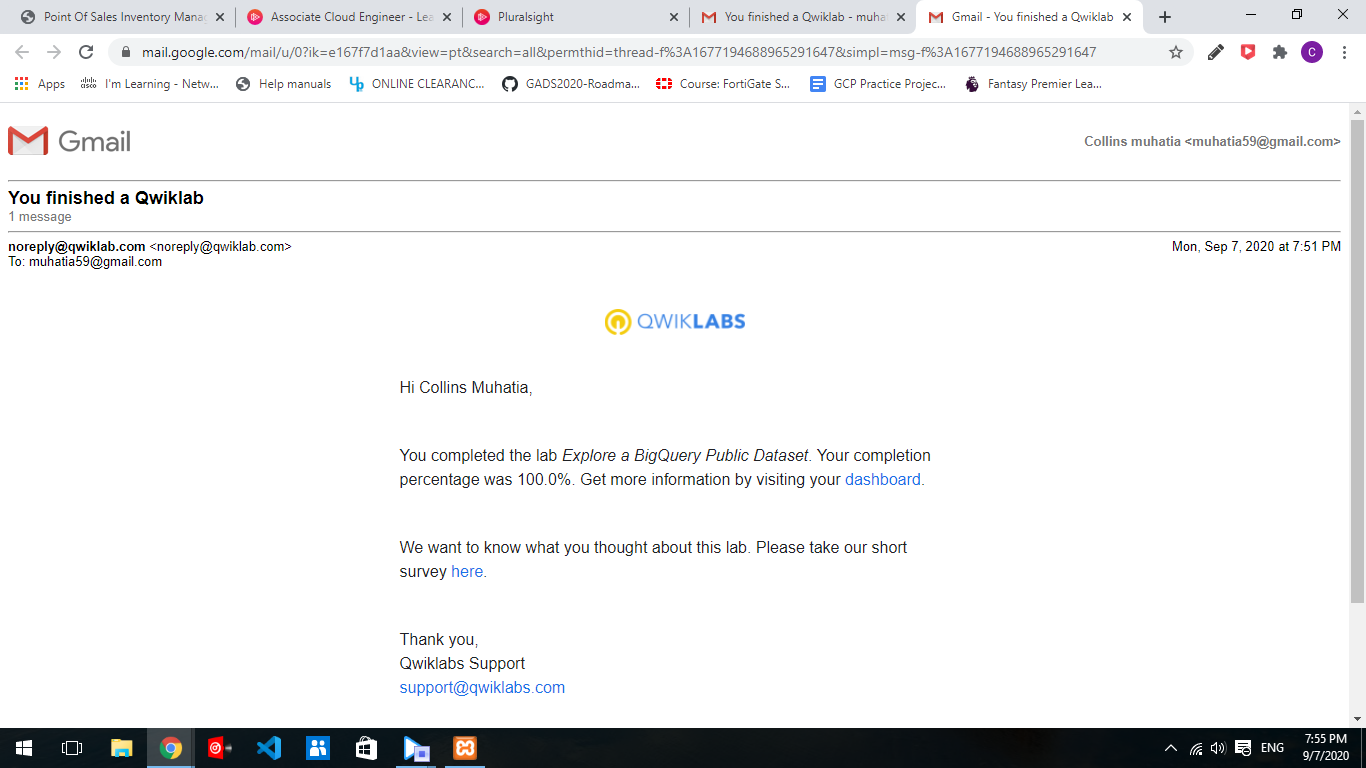 Point Of Sales Inventory Mana
Associate Cloud Engineer - Lea
Pluralsight
You finished a Qwiklab - muha
Gmail - You finished a Qwiklab
mail.google.com/mail/u/0?ik=e167f7d1aa&view=pt&search=all&permthid=thread-f%3A1677194688965291647&simpl=msg-f%3A1677194688965291647
C
Apps
cisco
I'm Learning - Netw...
Help manuals
ONLINE CLEARANC...
GADS2020-Roadma...
Course: FortiGate S...
GCP Practice Projec...
Fantasy Premier Lea...
Gmail
Collins muhatia <muhatia59@gmail.com>
You finished a Qwiklab
1 message
noreply@qwiklab.com <noreply@qwiklab.com>
Mon, Sep 7, 2020 at 7:51 PM
To: muhatia59@gmail.com
QWIKLABS
Hi Collins Muhatia,
You completed the lab Explore a BigQuery Public Dataset. Your completion
percentage was 100.0%. Get more information by visiting your dashboard.
We want to know what you thought about this lab. Please take our short
survey here.
Thank you,
Qwiklabs Support
support@qwiklabs.com
ENG
7:55 PM
9/7/2020